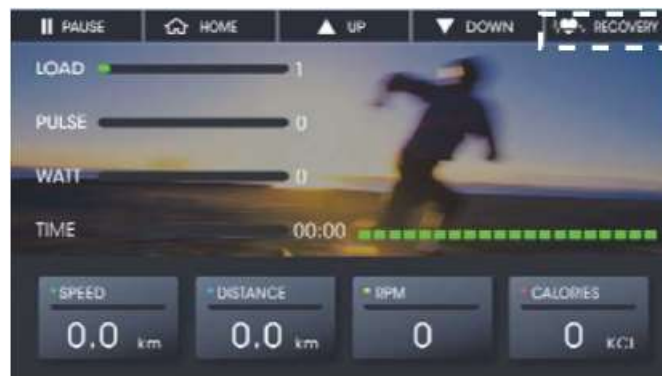 PAUSE HOME UP DOWN RECOVERY
LOAD 1
PULSE 0
WATT 0
TIME 00:00
SPEED DISTANCE RPM CALORIES
0.0 km 0.0 km 0 0 KCL